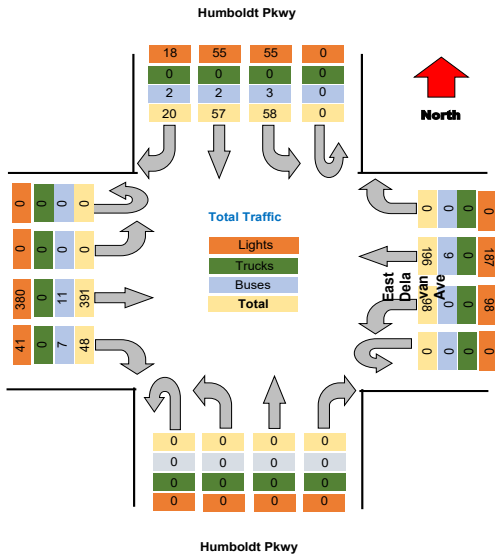 Humboldt Pkwy
18 55 55 0
0 0 0 0
2 2 3 0
20 57 58 0
North
0 0 0 0
0 0 0 0
380 0 11 391
41 0 7 48
Total Traffic
Lights
Trucks
Buses
Total
0 0 0 0
196 9 0 187
98 0 0 98
0 0 0 0
East
Dela
van
Ave
0 0 0 0
0 0 0 0
0 0 0 0
0 0 0 0
Humboldt Pkwy